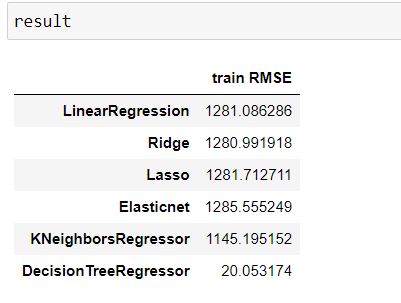 result
train RMSE
LinearRegression 1281.086286
Ridge 1280.991918
Lasso 1281.712711
Elasticnet 1285.555249
KNeighborsRegressor 1145.195152
DecisionTreeRegressor 20.053174